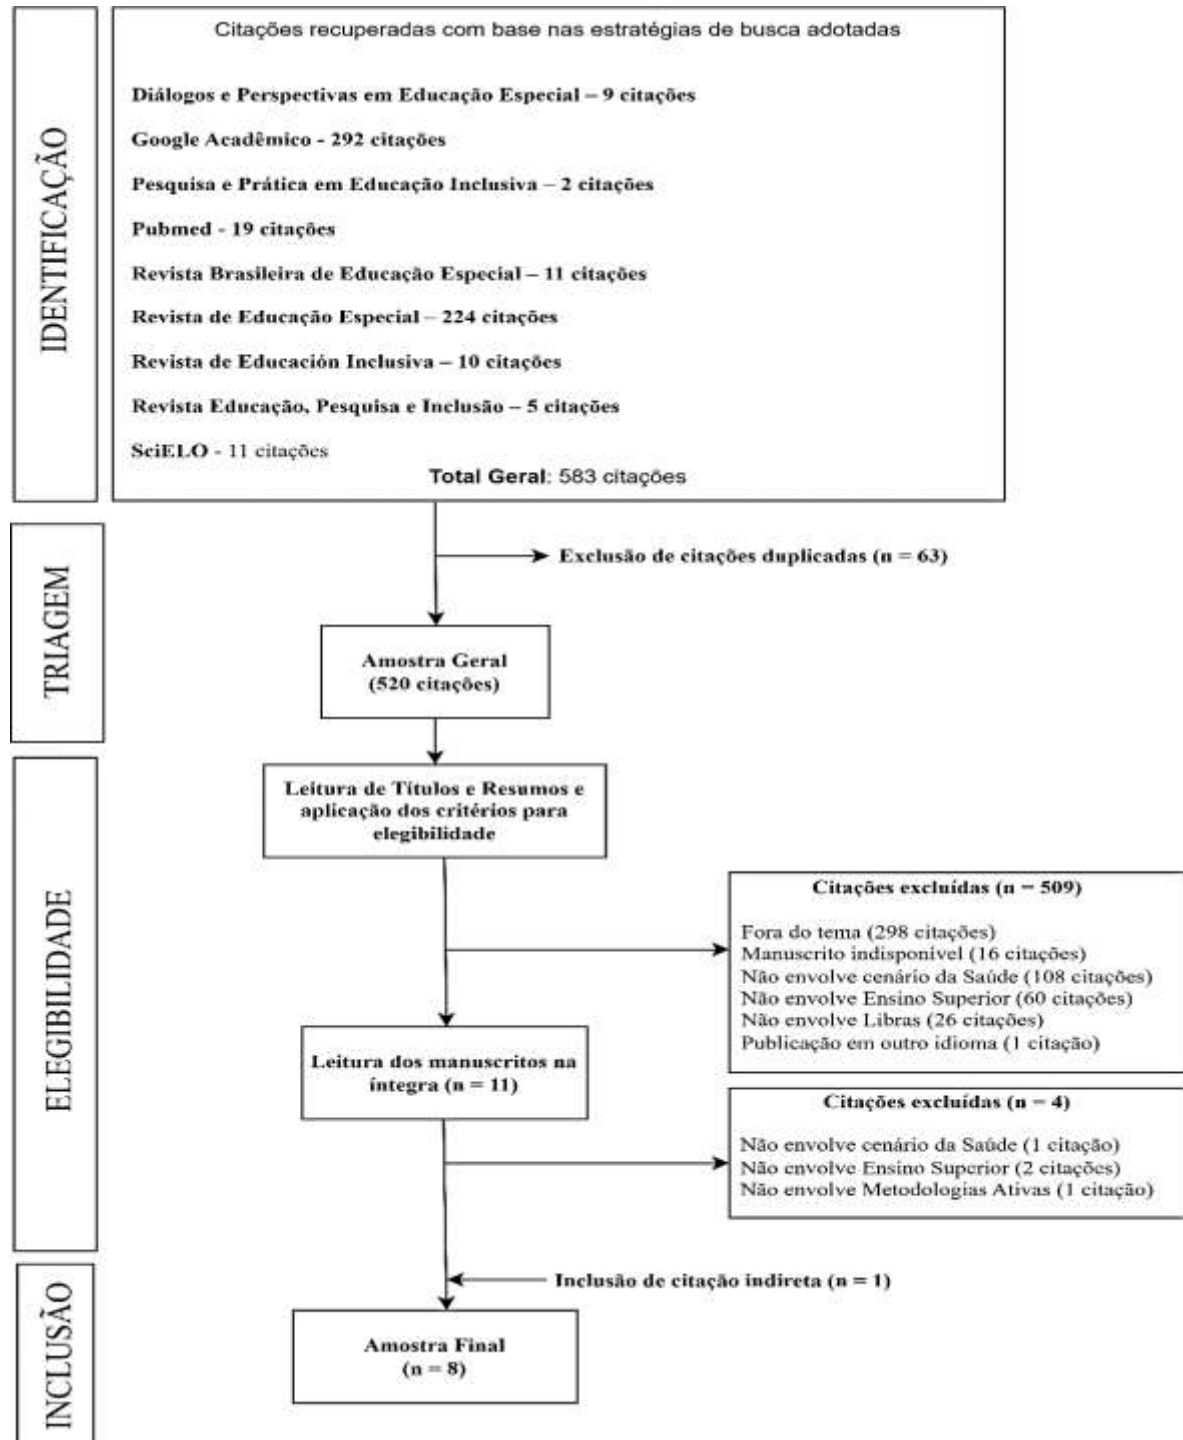 IDENTIFICAÇÃO
Citações recuperadas com base nas estratégias de busca adotadas
Diálogos e Perspectivas em Educação Especial – 9 citações
Google Acadêmico - 292 citações
Pesquisa e Prática em Educação Inclusiva – 2 citações
Pubmed - 19 citações
Revista Brasileira de Educação Especial – 11 citações
Revista de Educação Especial – 224 citações
Revista de Educación Inclusiva – 10 citações
Revista Educação, Pesquisa e Inclusão – 5 citações
SciELO - 11 citações
Total Geral: 583 citações
TRIAGEM
Exclusão de citações duplicadas (n = 63)
Amostra Geral
(520 citações)
ELEGIBILIDADE
Leitura de Títulos e Resumos e
aplicação dos critérios para
elegibilidade
Citações excluídas (n = 509)
Fora do tema (298 citações)
Manuscrito indisponível (16 citações)
Não envolve cenário da Saúde (108 citações)
Não envolve Ensino Superior (60 citações)
Não envolve Libras (26 citações)
Publicação em outro idioma (1 citação)
Leitura dos manuscritos na
íntegra (n = 11)
Citações excluídas (n = 4)
Não envolve cenário da Saúde (1 citação)
Não envolve Ensino Superior (2 citações)
Não envolve Metodologias Ativas (1 citação)
INCLUSÃO
Inclusão de citação indireta (n = 1)
Amostra Final
(n = 8)